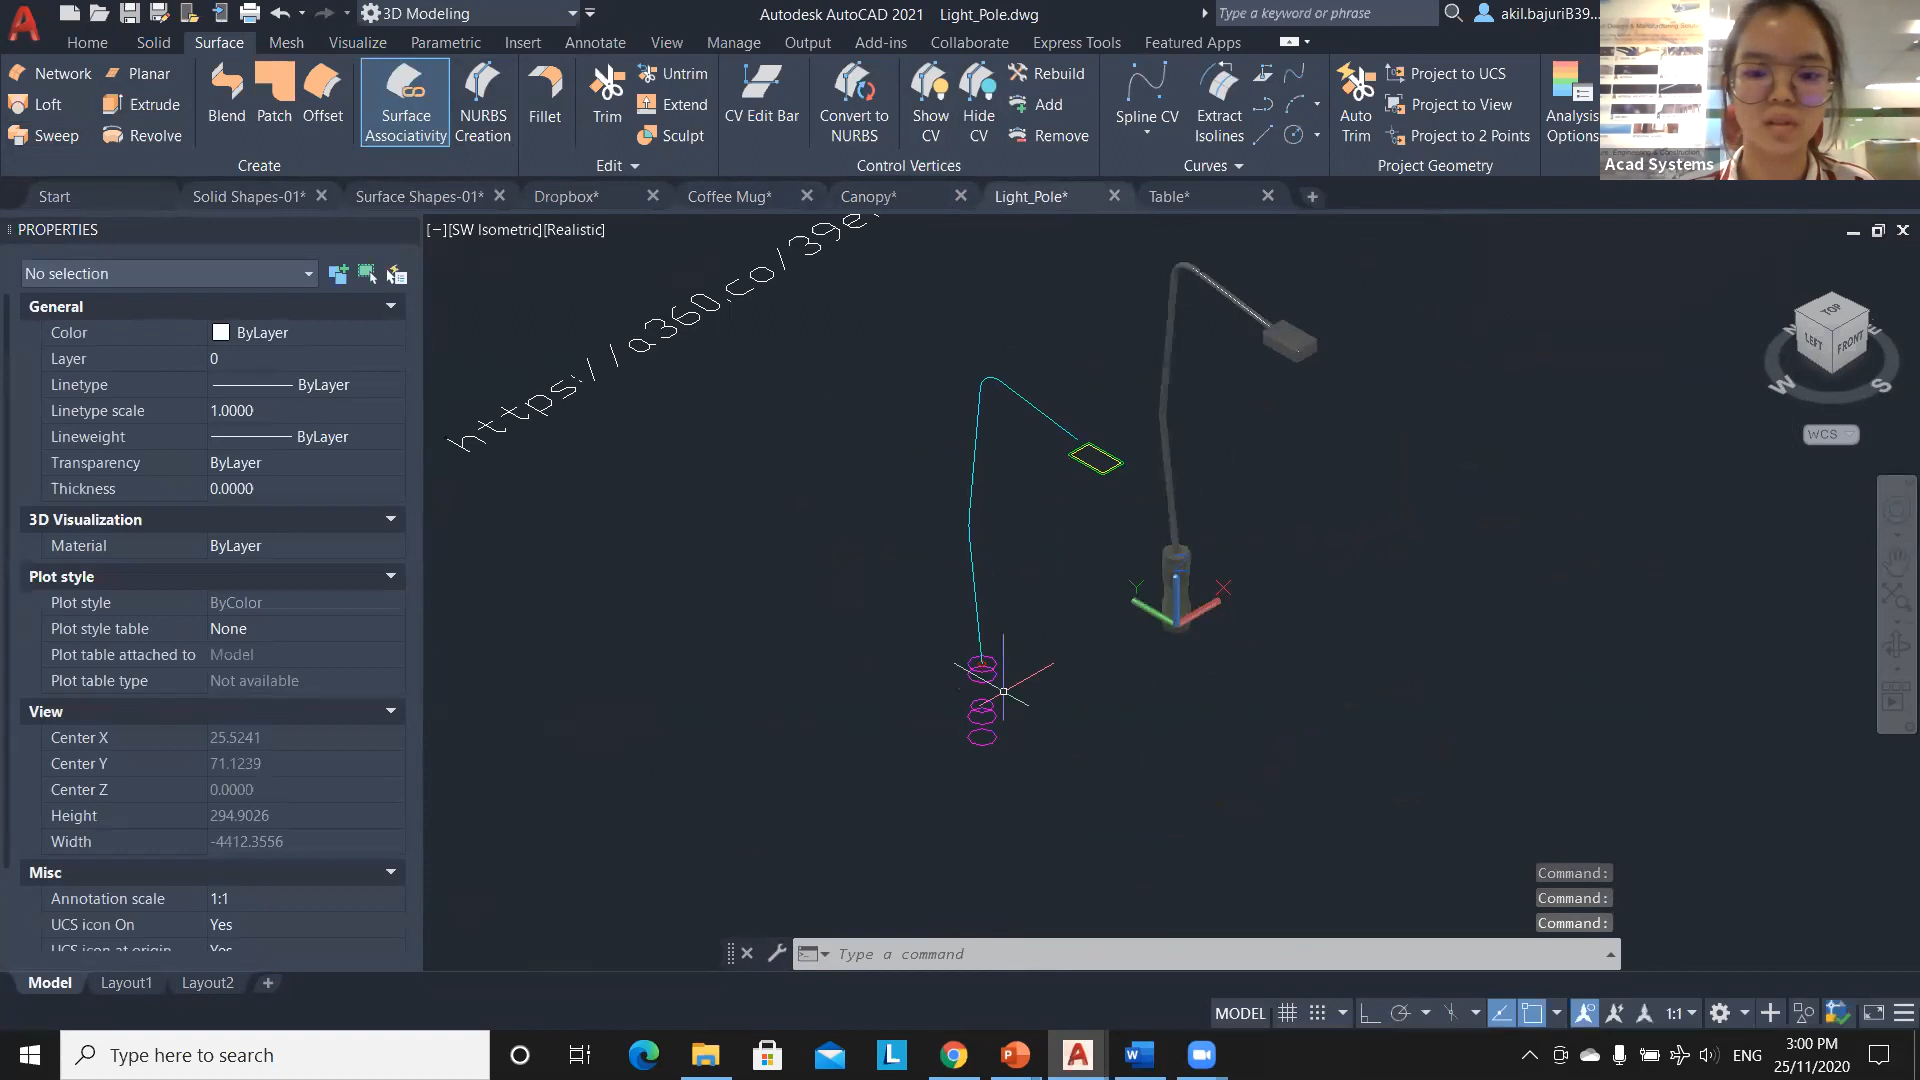 3D Modeling
Autodesk AutoCAD 2021 Light_Pole.dwg
Type a keyword or phrase
akil.bajuriB39...
Home Solid Surface Mesh Visualize Parametric Insert Annotate View Manage Output Add-ins Collaborate Express Tools Featured Apps
Network Planar
Loft Extrude
Sweep Revolve
Blend Patch Offset
Surface Associativity
NURBS Creation
Fillet
Trim
Untrim
Extend
Sculpt
CV Edit Bar
Convert to NURBS
Show CV
Hide CV
Rebuild
Add
Remove
Spline CV
Extract Isolines
Auto Trim
Project to UCS
Project to View
Project to 2 Points
Analysis Options
Create Edit Control Vertices Curves Project Geometry
Acad Systems
Start Solid Shapes-01* Surface Shapes-01* Dropbox* Coffee Mug* Canopy* Light_Pole* Table*
PROPERTIES
[−][SW Isometric][Realistic]
No selection
General
Color ByLayer
Layer 0
Linetype ByLayer
Linetype scale 1.0000
Lineweight ByLayer
Transparency ByLayer
Thickness 0.0000
3D Visualization
Material ByLayer
Plot style
Plot style ByColor
Plot style table None
Plot table attached to Model
Plot table type Not available
View
Center X 25.5241
Center Y 71.1239
Center Z 0.0000
Height 294.9026
Width -4412.3556
Misc
Annotation scale 1:1
UCS icon On Yes
UCS icon at origin Yes
https://a360.co/39e
Y X
TOP
LEFT FRONT
W S
WCS
Command:
Command:
Command:
Type a command
Model Layout1 Layout2
MODEL 1:1
Type here to search
ENG
3:00 PM
25/11/2020